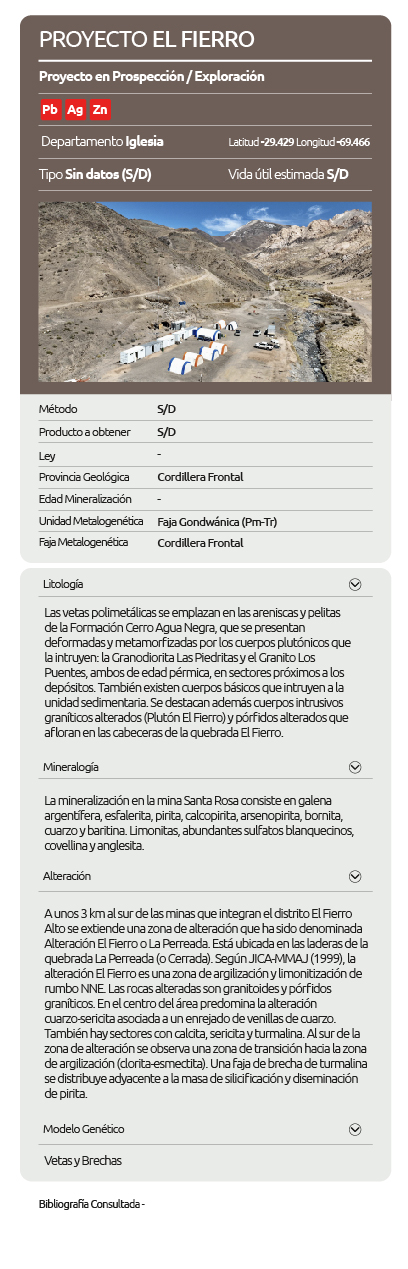 PROYECTO EL FIERRO
Proyecto en Prospección / Exploración
Pb Ag Zn
Departamento Iglesia Latitud -29.429 Longitud -69.466
Tipo Sin datos (S/D) Vida útil estimada S/D
Método S/D
Producto a obtener S/D
Ley -
Provincia Geológica Cordillera Frontal
Edad Mineralización -
Unidad Metalogenética Faja Gondwánica (Pm-Tr)
Faja Metalogenética Cordillera Frontal
Litología
Las vetas polimetálicas se emplazan en las areniscas y pelitas
de la Formación Cerro Agua Negra, que se presentan
deformadas y metamorfizadas por los cuerpos plutónicos que
la intruyen: la Granodiorita Las Piedritas y el Granito Los
Puentes, ambos de edad pérmica, en sectores próximos a los
depósitos. También existen cuerpos básicos que intruyen a la
unidad sedimentaria. Se destacan además cuerpos intrusivos
graníticos alterados (Plutón El Fierro) y pórfidos alterados que
afloran en las cabeceras de la quebrada El Fierro.
Mineralogía
La mineralización en la mina Santa Rosa consiste en galena
argentífera, esfalerita, pirita, calcopirita, arsenopirita, bornita,
cuarzo y baritina. Limonitas, abundantes sulfatos blanquecinos,
covellina y anglesita.
Alteración
A unos 3 km al sur de las minas que integran el distrito El Fierro
Alto se extiende una zona de alteración que ha sido denominada
Alteración El Fierro o La Perreada. Está ubicada en las laderas de la
quebrada La Perreada (o Cerrada). Según JICA-MMAJ (1999), la
alteración El Fierro es una zona de argilización y limonitización de
rumbo NNE. Las rocas alteradas son granitoides y pórfidos
graníticos. En el centro del área predomina la alteración
cuarzo-sericita asociada a un enrejado de venillas de cuarzo.
También hay sectores con calcita, sericita y turmalina. Al sur de la
zona de alteración se observa una zona de transición hacia la zona
de argilización (clorita-esmectita). Una faja de brecha de turmalina
se distribuye adyacente a la masa de silicificación y diseminación
de pirita.
Modelo Genético
Vetas y Brechas
Bibliografía Consultada -